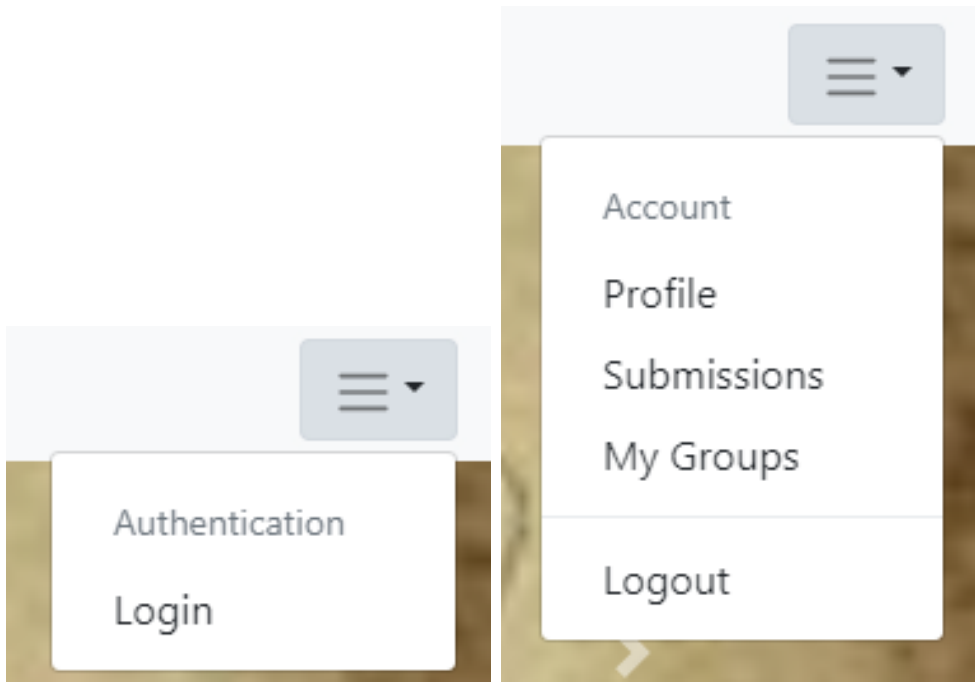 Authentication
Login
Account
Profile
Submissions
My Groups
Logout